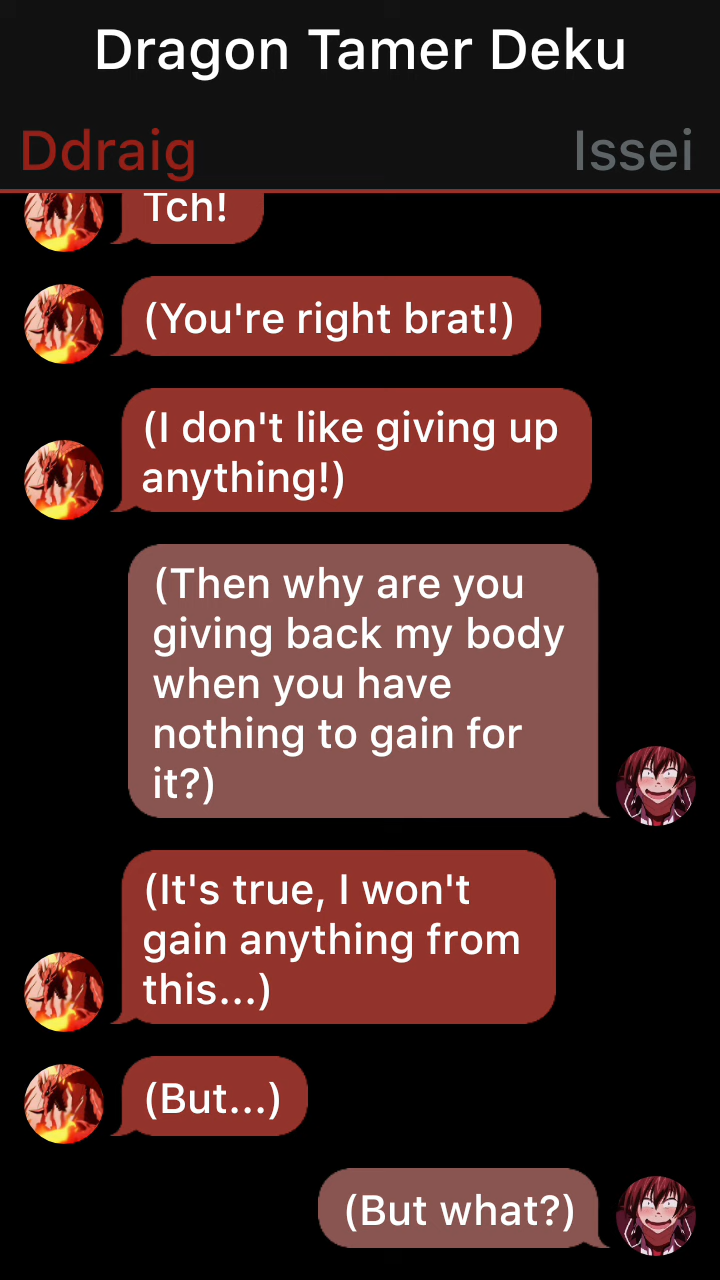 Dragon Tamer Deku
Ddraig
Issei
Tch!
(You're right brat!)
(I don't like giving up
anything!)
(Then why are you
giving back my body
when you have
nothing to gain for
it?)
(It's true, I won't
gain anything from
this...)
(But...)
(But what?)